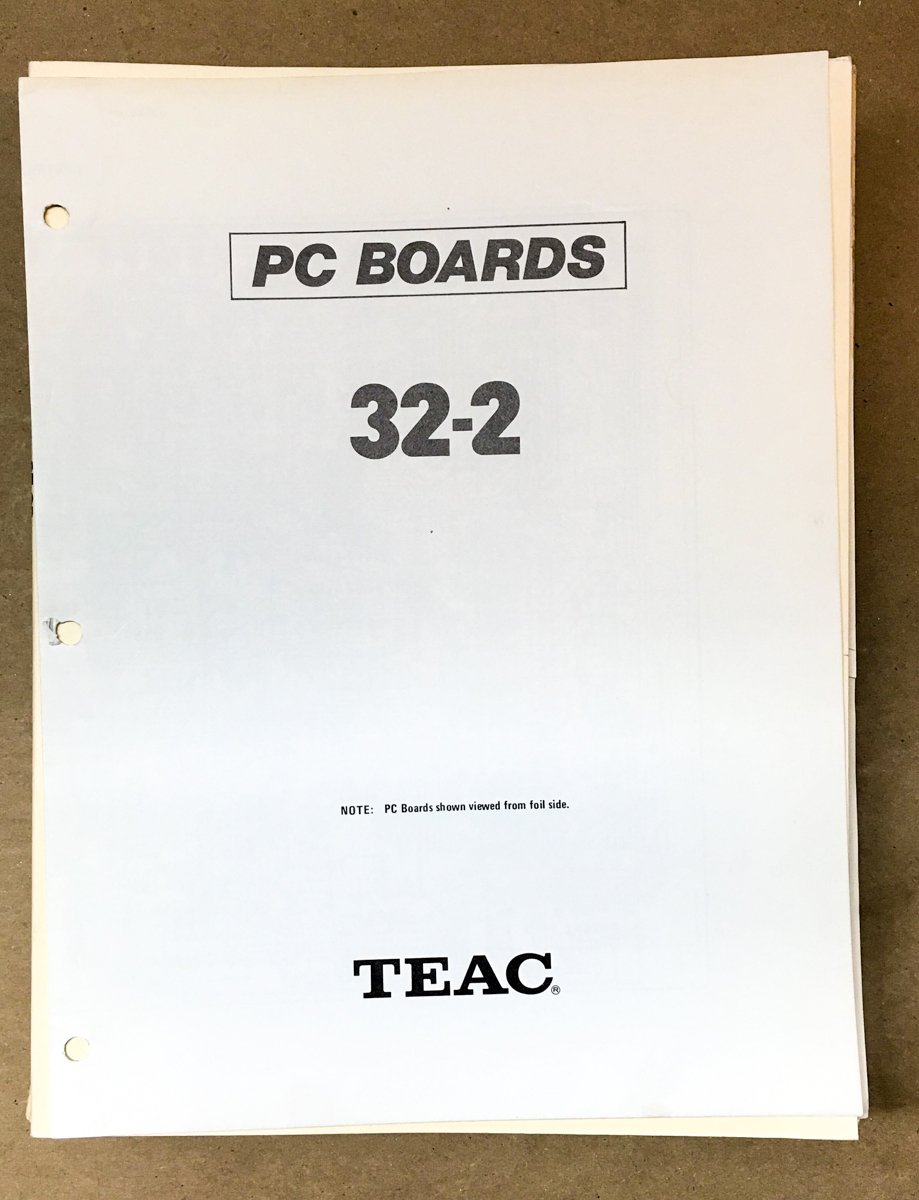 PC BOARDS
32-2
NOTE: PC Boards shown viewed from foil side.
TEAC®